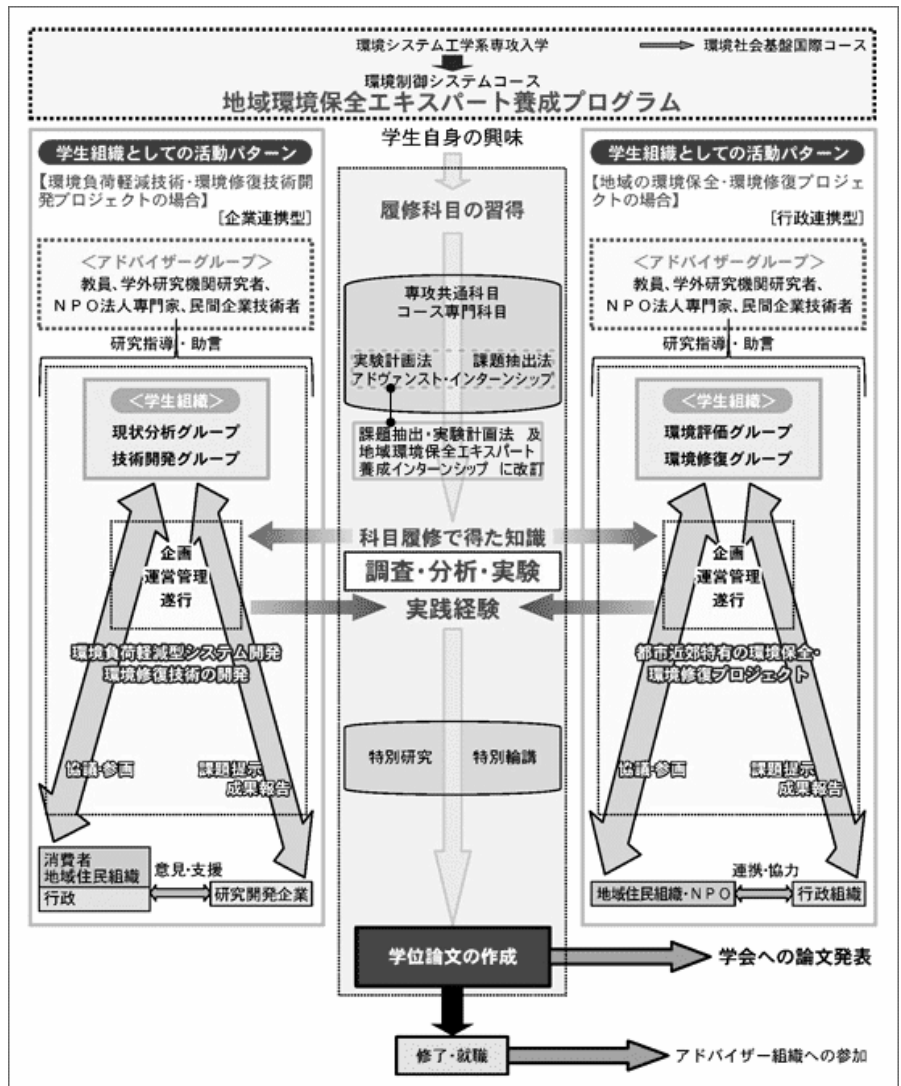 環境システム工学系専攻入学
環境社会基盤国際コース
環境制御システムコース
地域環境保全エキスパート養成プログラム
学生組織としての活動パターン
【環境負荷軽減技術・環境修復技術開
発プロジェクトの場合】
[企業連携型]
<アドバイザーグループ>
教員、学外研究機関研究者、
NPO法人専門家、民間企業技術者
研究指導・助言
<学生組織>
現状分析グループ
技術開発グループ
企画
運営管理
遂行
環境負荷軽減型システム開発
環境修復技術の開発
協議・参画
課題提示
成果報告
消費者
地域住民組織
行政
意見・支援
研究開発企業
学生自身の興味
履修科目の習得
専攻共通科目
コース専門科目
実験計画法
課題抽出法
アドヴァンスト・インターンシップ
課題抽出・実験計画法 及
地域環境保全エキスパート
養成インターンシップ に改訂
科目履修で得た知識
調査・分析・実験
実践経験
特別研究
特別輪講
学位論文の作成
学会への論文発表
修了・就職
アドバイザー組織への参加
学生組織としての活動パターン
【地域の環境保全・環境修復プロジェ
クトの場合】
[行政連携型]
<アドバイザーグループ>
教員、学外研究機関研究者、
NPO法人専門家、民間企業技術者
研究指導・助言
<学生組織>
環境評価グループ
環境修復グループ
企画
運営管理
遂行
都市近郊特有の環境保全・
環境修復プロジェクト
協議・参画
課題提示
成果報告
地域住民組織・NPO
連携・協力
行政組織